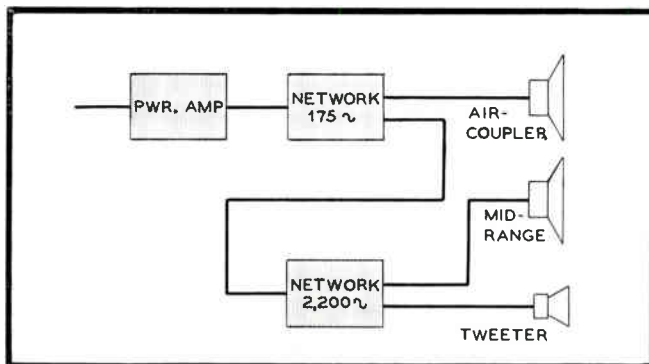 PWR. AMP
NETWORK
175 ~
AIR-
COUPLER
MID-
RANGE
NETWORK
2,200 ~
TWEETER